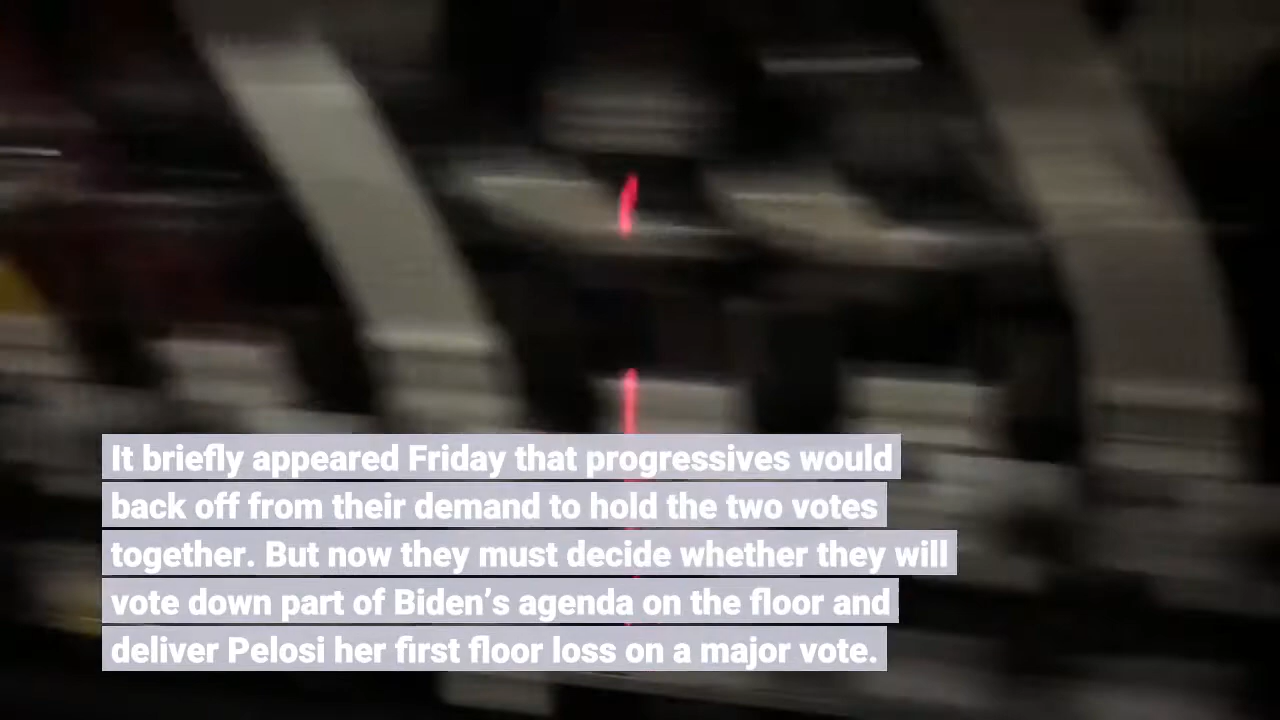 It briefly appeared Friday that progressives would
back off from their demand to hold the two votes
together. But now they must decide whether they will
vote down part of Biden’s agenda on the floor and
deliver Pelosi her first floor loss on a major vote.